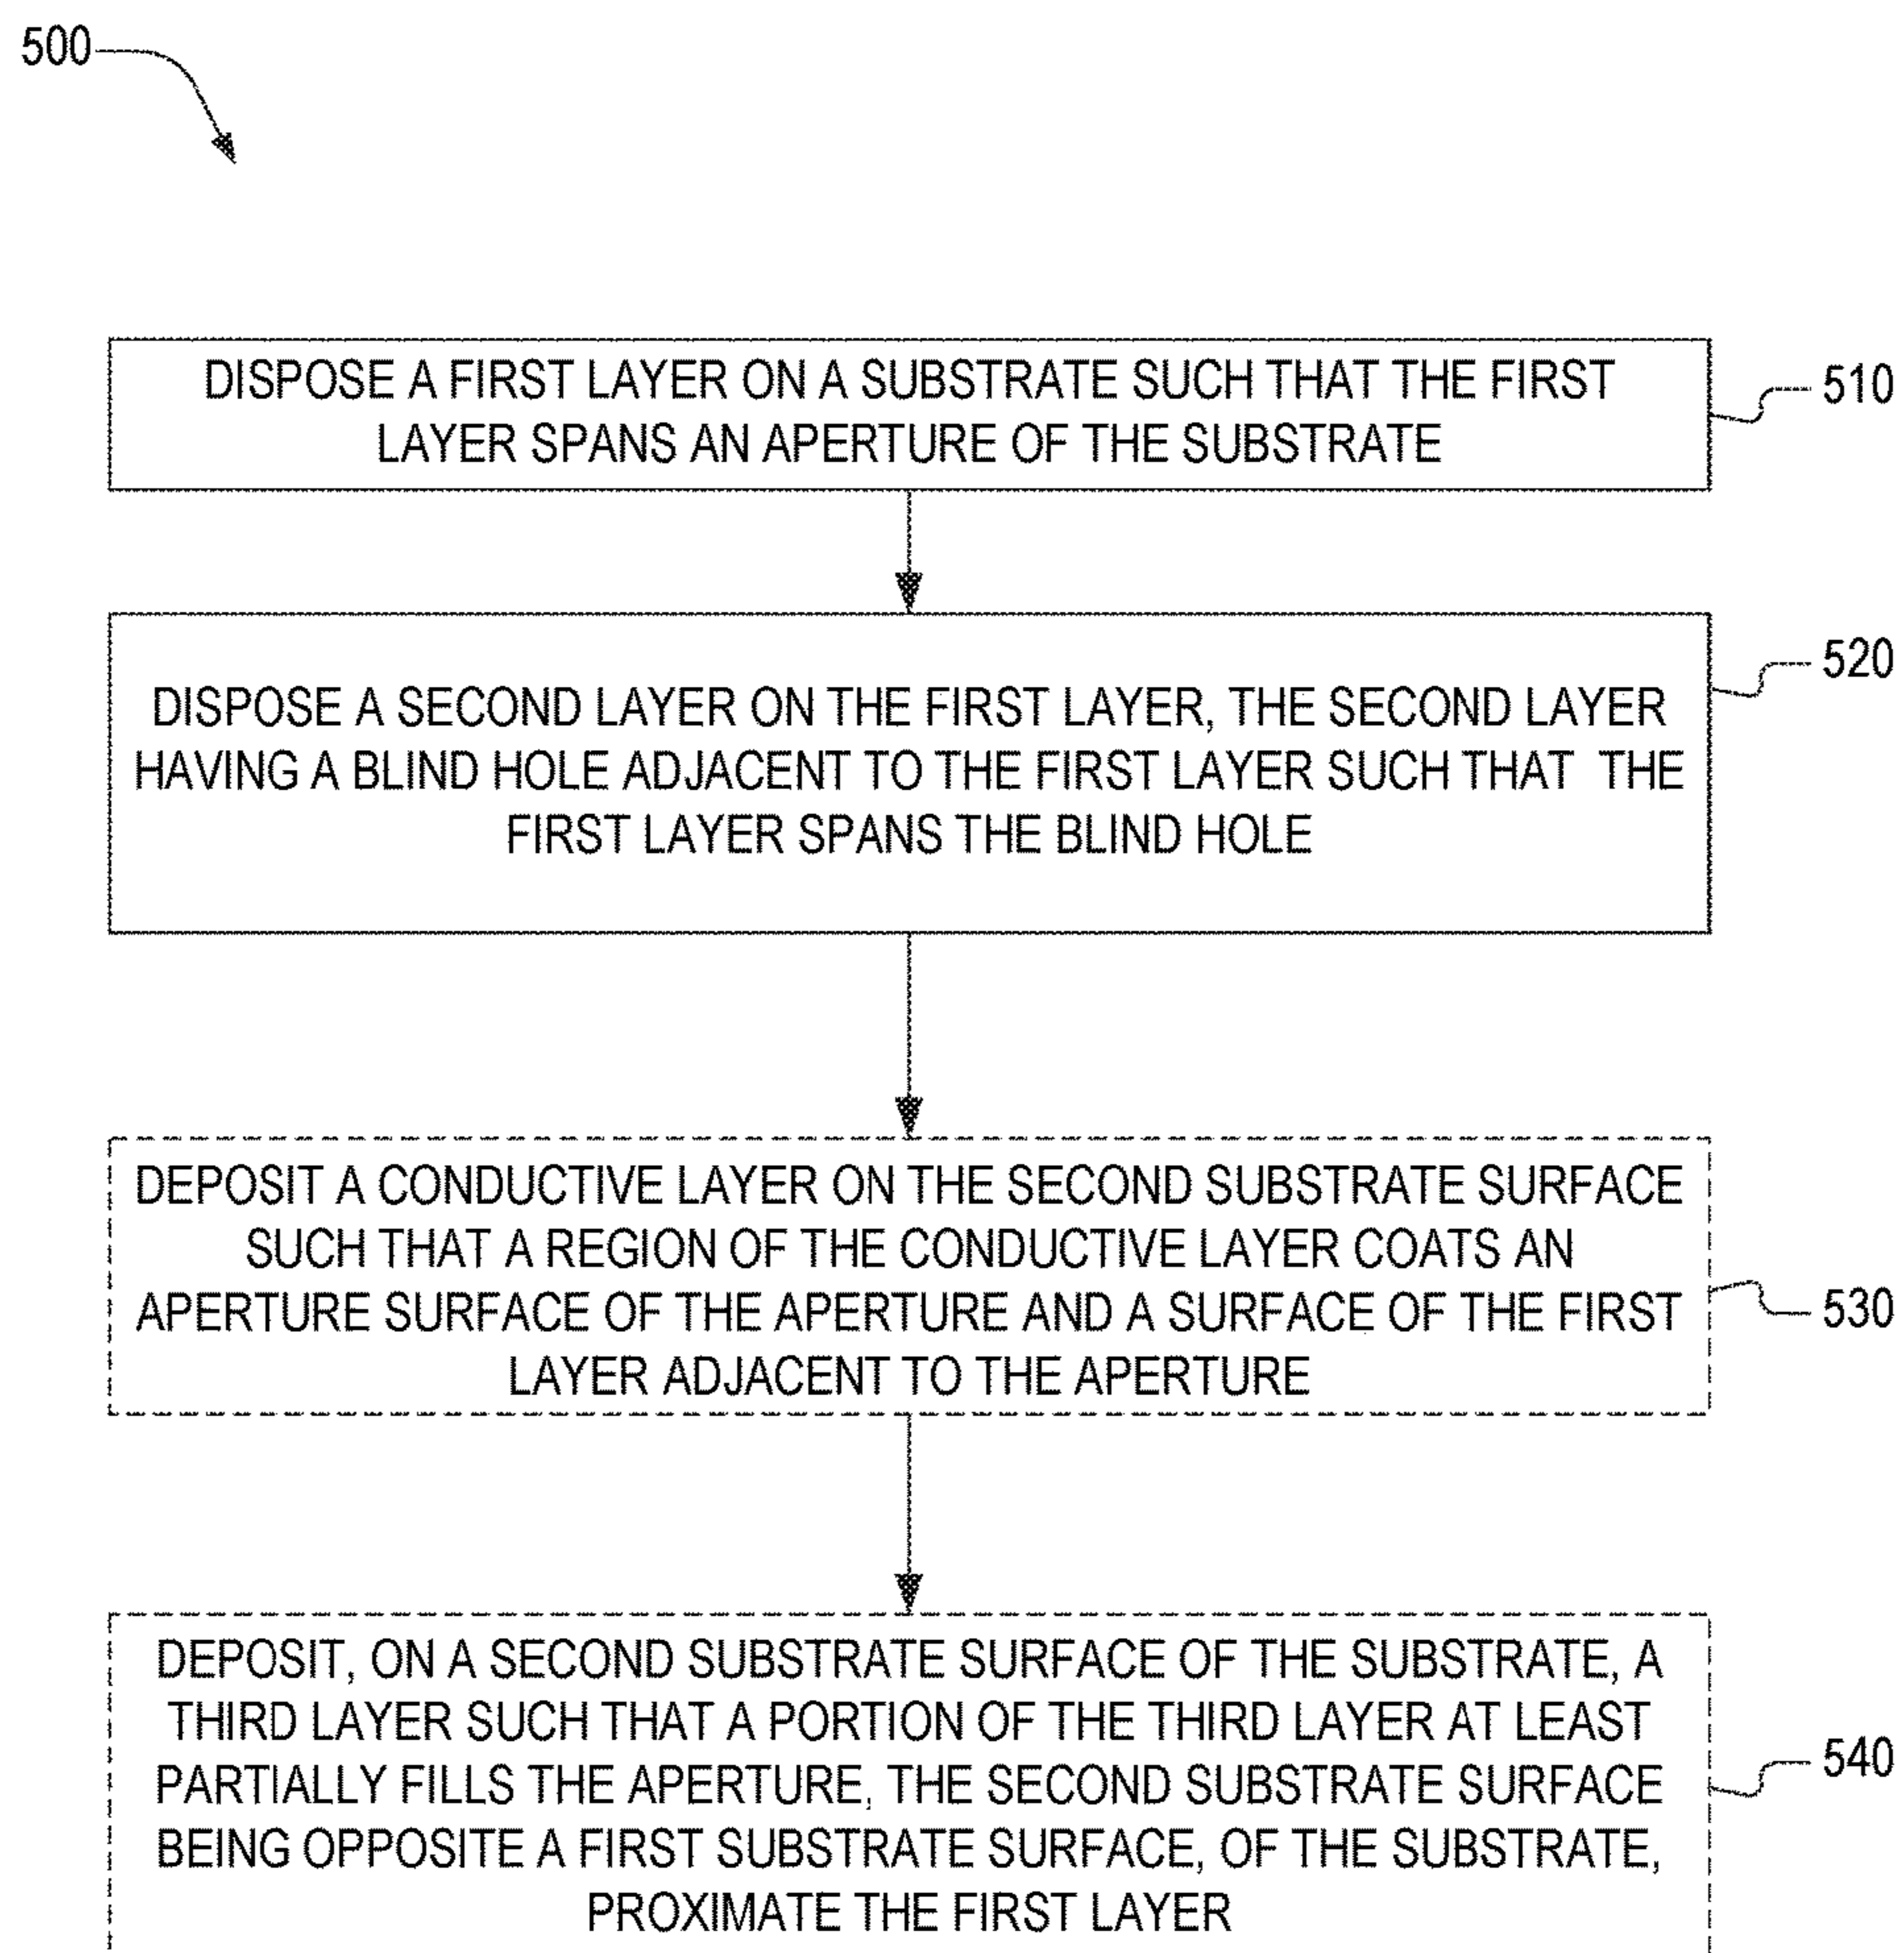 500
DISPOSE A FIRST LAYER ON A SUBSTRATE SUCH THAT THE FIRST
LAYER SPANS AN APERTURE OF THE SUBSTRATE
510
DISPOSE A SECOND LAYER ON THE FIRST LAYER, THE SECOND LAYER
HAVING A BLIND HOLE ADJACENT TO THE FIRST LAYER SUCH THAT THE
FIRST LAYER SPANS THE BLIND HOLE
520
DEPOSIT A CONDUCTIVE LAYER ON THE SECOND SUBSTRATE SURFACE
SUCH THAT A REGION OF THE CONDUCTIVE LAYER COATS AN
APERTURE SURFACE OF THE APERTURE AND A SURFACE OF THE FIRST
LAYER ADJACENT TO THE APERTURE
530
DEPOSIT, ON A SECOND SUBSTRATE SURFACE OF THE SUBSTRATE, A
THIRD LAYER SUCH THAT A PORTION OF THE THIRD LAYER AT LEAST
PARTIALLY FILLS THE APERTURE, THE SECOND SUBSTRATE SURFACE
BEING OPPOSITE A FIRST SUBSTRATE SURFACE, OF THE SUBSTRATE,
PROXIMATE THE FIRST LAYER
540